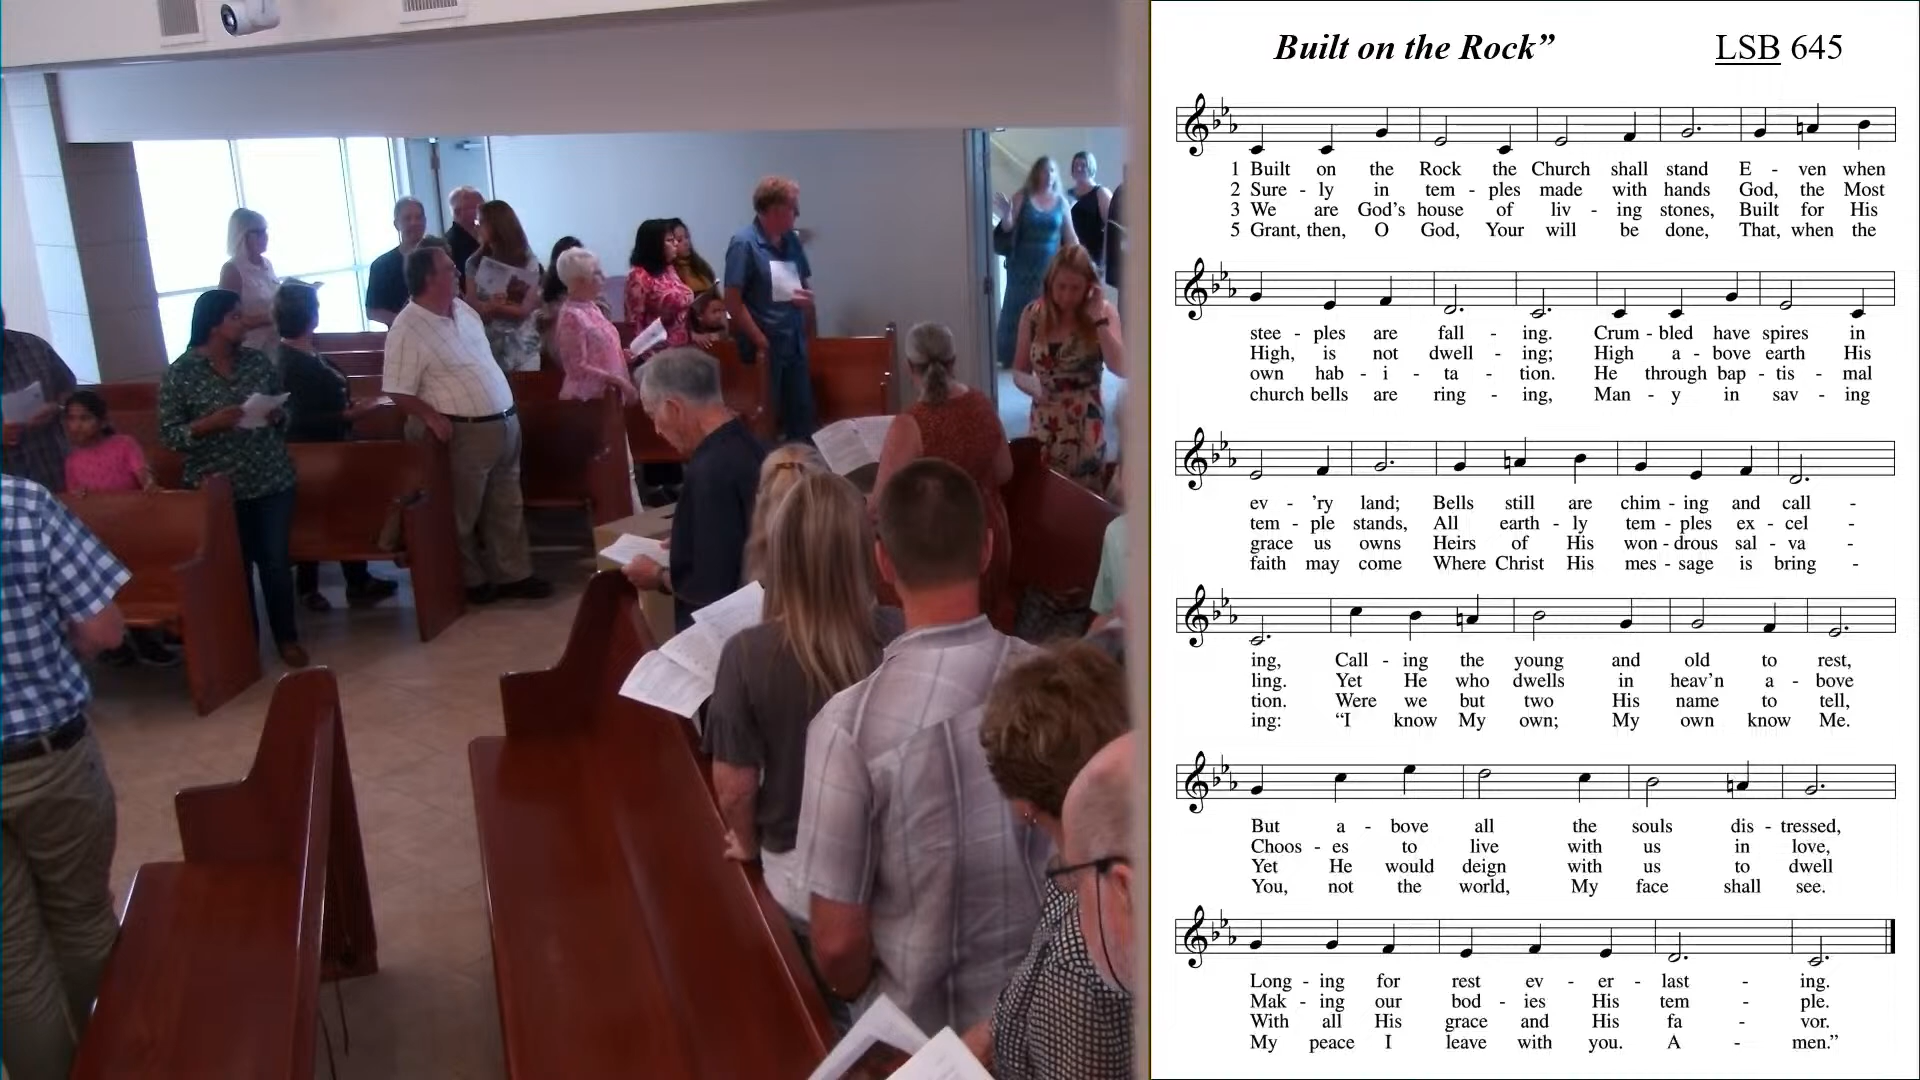 Built on the Rock” LSB 645
1 Built on the Rock the Church shall stand E - ven when
2 Sure - ly in tem - ples made with hands God, the Most
3 We are God's house of liv - ing stones, Built for His
5 Grant, then, O God, Your will be done, That, when the
stee - ples are fall - ing. Crum - bled have spires in
High, is not dwell - ing; High a - bove earth His
own hab - i - ta - tion. He through bap - tis - mal
church bells are ring - ing, Man - y in sav - ing
ev - 'ry land; Bells still are chim - ing and call -
tem - ple stands, All earth - ly tem - ples ex - cel -
grace us owns Heirs of His won - drous sal - va -
faith may come Where Christ His mes - sage is bring -
ing, Call - ing the young and old to rest,
ling. Yet He who dwells in heav'n a - bove
tion. Were we but two His name to tell,
ing: “I know My own; My own know Me.
But a - bove all the souls dis - tressed,
Choos - es to live with us in love,
Yet He would deign with us to dwell
You, not the world, My face shall see.
Long - ing for rest ev - er - last - ing.
Mak - ing our bod - ies His tem - ple.
With all His grace and His fa - vor.
My peace I leave with you. A - men.”